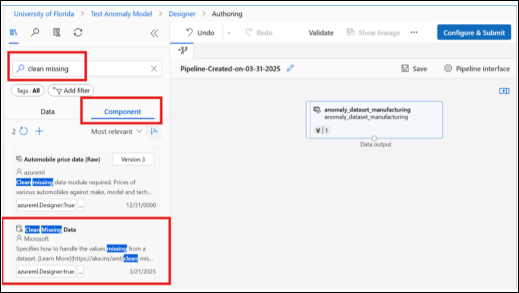 University of Florida > Test Anomaly Model > Designer > Authoring
Undo
Redo
Validate
Show lineage
...
Configure & Submit
clean missing
Tags : All
Add filter
Data
Component
2
Most relevant
Automobile price data (Raw)
Version 3
azureml
Clean missing data module required. Prices of
various automobiles against make, model and tech...
azureml.Designer:True
...
12/31/0000
Clean Missing Data
Microsoft
Specifies how to handle the values missing from a
dataset. [Learn More](https://aka.ms/aml/clean-mis...
azureml.Designer:true
...
3/21/2025
Pipeline-Created-on-03-31-2025
Save
Pipeline interface
anomaly_dataset_manufacturing
anomaly_dataset_manufacturing
V 1
Data output